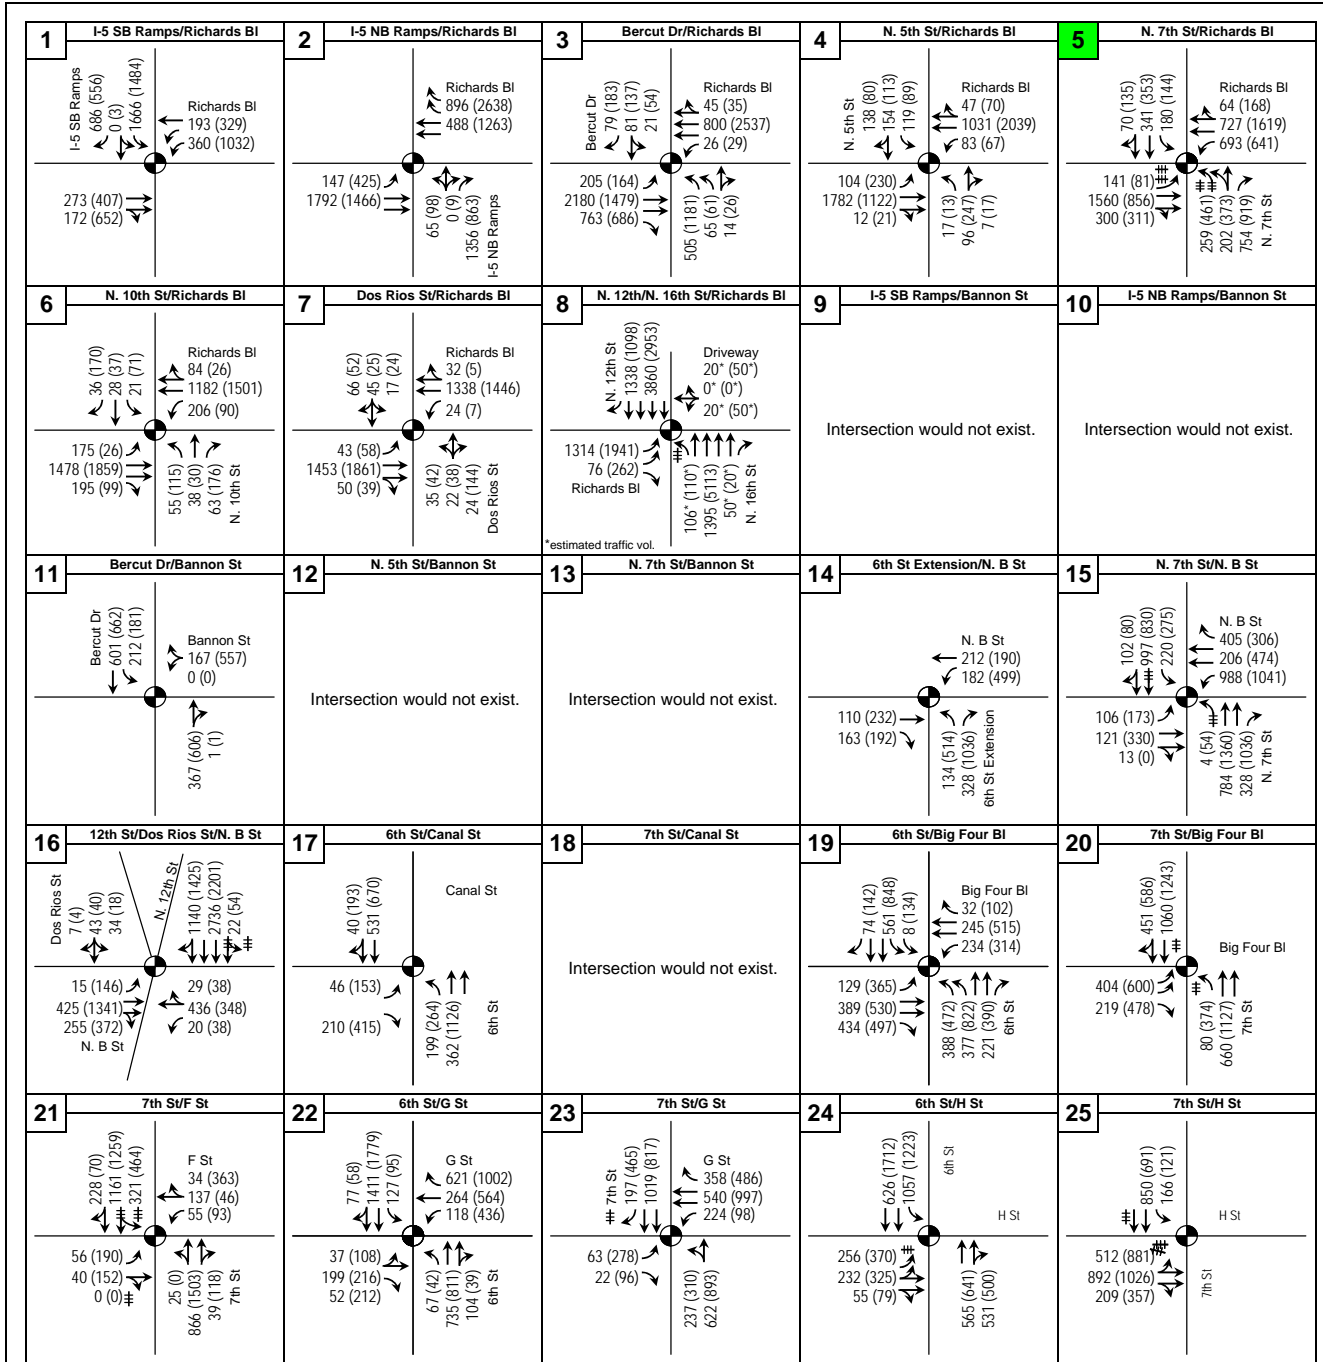 1
I-5 SB Ramps/Richards Bl
I-5 SB Ramps
686 (556)
0 (3)
1666 (1484)
Richards Bl
193 (329)
360 (1032)
273 (407)
172 (652)
2
I-5 NB Ramps/Richards Bl
Richards Bl
896 (2638)
488 (1263)
147 (425)
1792 (1466)
65 (98)
0 (9)
1356 (863)
I-5 NB Ramps
3
Bercut Dr/Richards Bl
Bercut Dr
79 (183)
81 (137)
21 (54)
Richards Bl
45 (35)
800 (2537)
26 (29)
205 (164)
2180 (1479)
763 (686)
505 (1181)
65 (61)
14 (26)
4
N. 5th St/Richards Bl
N. 5th St
138 (80)
154 (113)
119 (89)
Richards Bl
47 (70)
1031 (2039)
83 (67)
104 (230)
1782 (1122)
12 (21)
17 (13)
96 (247)
7 (17)
5
N. 7th St/Richards Bl
70 (135)
341 (353)
180 (144)
Richards Bl
64 (168)
727 (1619)
693 (641)
141 (81)
1560 (856)
300 (311)
259 (461)
202 (373)
754 (919)
N. 7th St
6
N. 10th St/Richards Bl
36 (170)
28 (37)
21 (71)
Richards Bl
84 (26)
1182 (1501)
206 (90)
175 (26)
1478 (1859)
195 (99)
55 (115)
38 (30)
63 (176)
N. 10th St
7
Dos Rios St/Richards Bl
66 (52)
45 (25)
17 (24)
Richards Bl
32 (5)
1338 (1446)
24 (7)
43 (58)
1453 (1861)
50 (39)
35 (42)
22 (38)
24 (144)
Dos Rios St
8
N. 12th/N. 16th St/Richards Bl
N. 12th St
1338 (1098)
3860 (2953)
Driveway
20* (50*)
0* (0*)
20* (50*)
1314 (1941)
76 (262)
Richards Bl
106* (110*)
1395 (5113)
50* (20*)
N. 16th St
*estimated traffic vol.
9
I-5 SB Ramps/Bannon St
Intersection would not exist.
10
I-5 NB Ramps/Bannon St
Intersection would not exist.
11
Bercut Dr/Bannon St
Bercut Dr
601 (662)
212 (181)
Bannon St
167 (557)
0 (0)
367 (606)
1 (1)
12
N. 5th St/Bannon St
Intersection would not exist.
13
N. 7th St/Bannon St
Intersection would not exist.
14
6th St Extension/N. B St
N. B St
212 (190)
182 (499)
110 (232)
163 (192)
134 (514)
328 (1036)
6th St Extension
15
N. 7th St/N. B St
102 (80)
997 (830)
220 (275)
N. B St
405 (306)
206 (474)
988 (1041)
106 (173)
121 (330)
13 (0)
4 (54)
784 (1360)
328 (1036)
N. 7th St
16
12th St/Dos Rios St/N. B St
Dos Rios St
7 (4)
43 (40)
34 (18)
N. 12th St
1140 (1425)
2736 (2201)
22 (54)
15 (146)
425 (1341)
255 (372)
N. B St
29 (38)
436 (348)
20 (38)
17
6th St/Canal St
40 (193)
531 (670)
Canal St
46 (153)
210 (415)
199 (264)
362 (1126)
6th St
18
7th St/Canal St
Intersection would not exist.
19
6th St/Big Four Bl
74 (142)
561 (848)
8 (134)
Big Four Bl
32 (102)
245 (515)
234 (314)
129 (365)
389 (530)
434 (497)
388 (472)
377 (822)
221 (390)
6th St
20
7th St/Big Four Bl
451 (586)
1060 (1243)
Big Four Bl
404 (600)
219 (478)
80 (374)
660 (1127)
7th St
21
7th St/F St
228 (70)
1161 (1259)
321 (464)
F St
34 (363)
137 (46)
55 (93)
56 (190)
40 (152)
0 (0)
25 (0)
866 (1503)
39 (118)
7th St
22
6th St/G St
77 (58)
1411 (1779)
127 (95)
G St
621 (1002)
264 (564)
118 (436)
37 (108)
199 (216)
52 (212)
67 (42)
735 (811)
104 (39)
6th St
23
7th St/G St
7th St
197 (465)
1019 (817)
G St
358 (486)
540 (997)
224 (98)
63 (278)
22 (96)
237 (310)
622 (893)
24
6th St/H St
626 (1712)
1057 (1223)
6th St
H St
256 (370)
232 (325)
55 (79)
565 (641)
531 (500)
25
7th St/H St
850 (691)
166 (121)
H St
512 (881)
892 (1026)
209 (357)
7th St